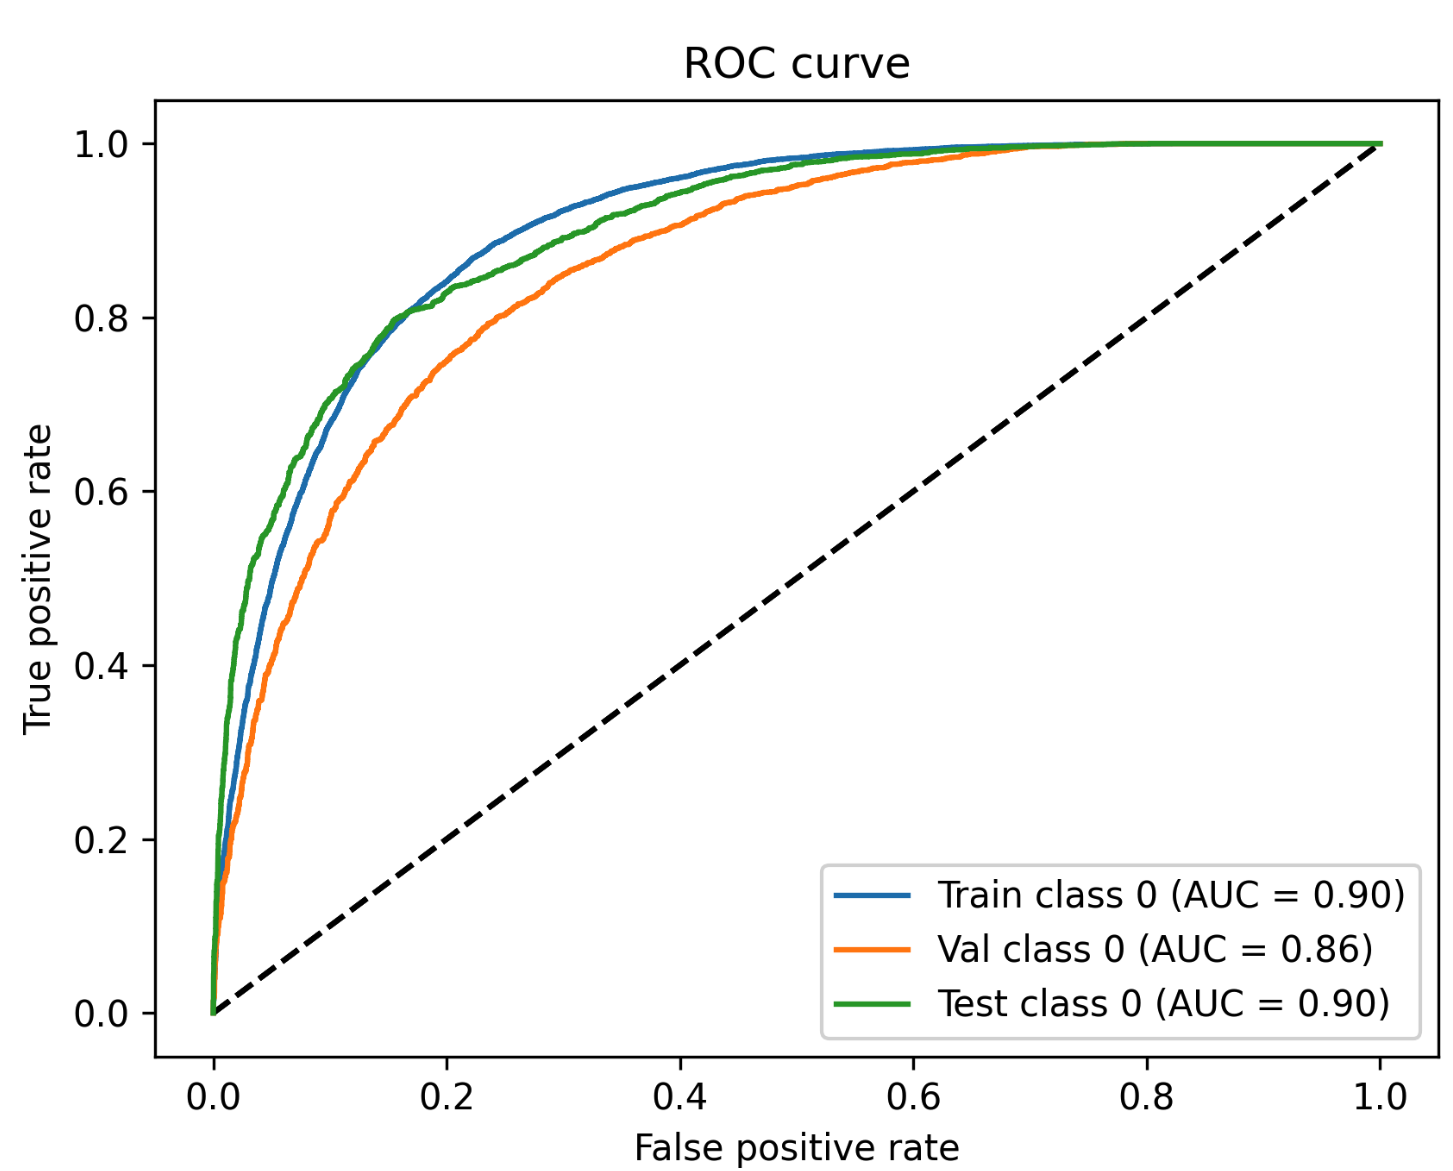 ROC curve
1.0
0.8
0.6
0.4
0.2
0.0
True positive rate
Train class 0 (AUC = 0.90)
Val class 0 (AUC = 0.86)
Test class 0 (AUC = 0.90)
0.0 0.2 0.4 0.6 0.8 1.0
False positive rate